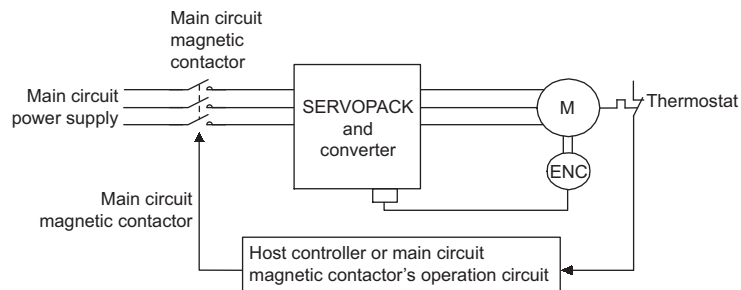 Main circuit
magnetic
contactor
Main circuit
power supply
SERVOPACK
and
converter
M
Thermostat
ENC
Main circuit
magnetic contactor
Host controller or main circuit
magnetic contactor's operation circuit